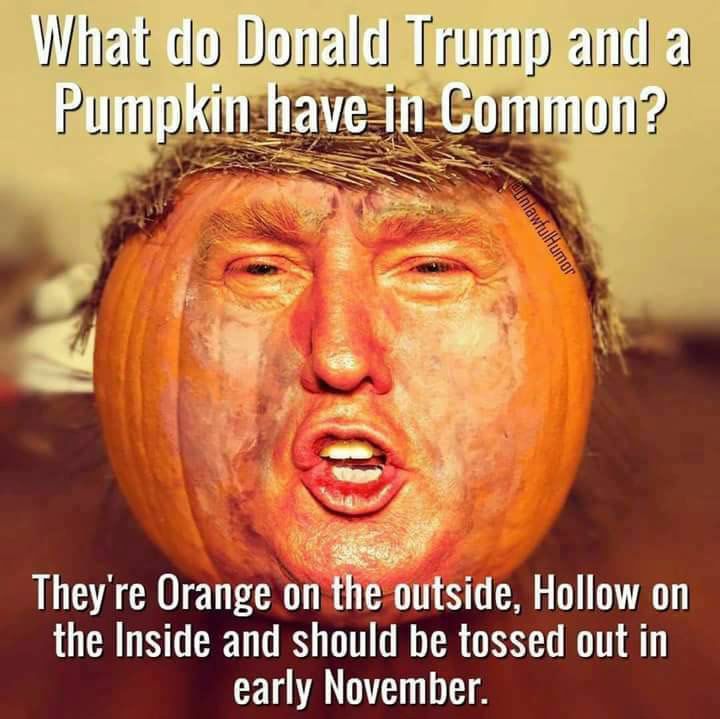 What do Donald Trump and a
Pumpkin have in Common?
@UnlawfulHumor
They're Orange on the outside, Hollow on
the Inside and should be tossed out in
early November.